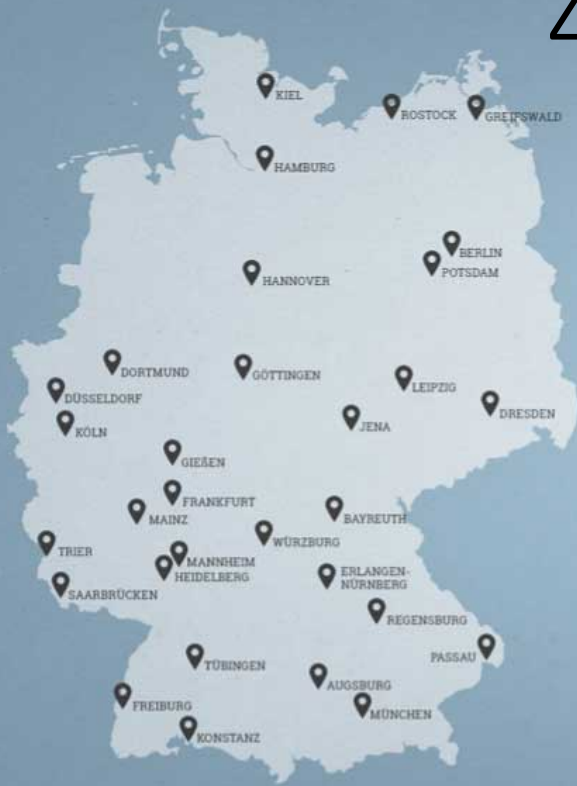 KIEL
ROSTOCK
GREIFSWALD
HAMBURG
BERLIN
POTSDAM
HANNOVER
DORTMUND
GÖTTINGEN
LEIPZIG
DÜSSELDORF
DRESDEN
KÖLN
JENA
GIEßEN
FRANKFURT
MAINZ
BAYREUTH
WÜRZBURG
TRIER
MANNHEIM
HEIDELBERG
ERLANGEN-
NÜRNBERG
SAARBRÜCKEN
REGENSBURG
TÜBINGEN
PASSAU
AUGSBURG
FREIBURG
MÜNCHEN
KONSTANZ